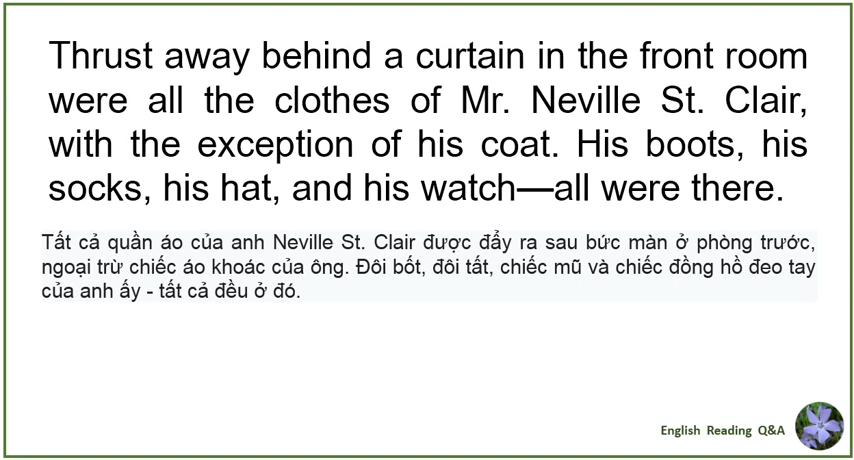 Thrust away behind a curtain in the front room
were all the clothes of Mr. Neville St. Clair,
with the exception of his coat. His boots, his
socks, his hat, and his watch—all were there.
Tất cả quần áo của anh Neville St. Clair được đẩy ra sau bức màn ở phòng trước,
ngoại trừ chiếc áo khoác của ông. Đôi bốt, đôi tất, chiếc mũ và chiếc đồng hồ đeo tay
của anh ấy - tất cả đều ở đó.
English Reading Q&A